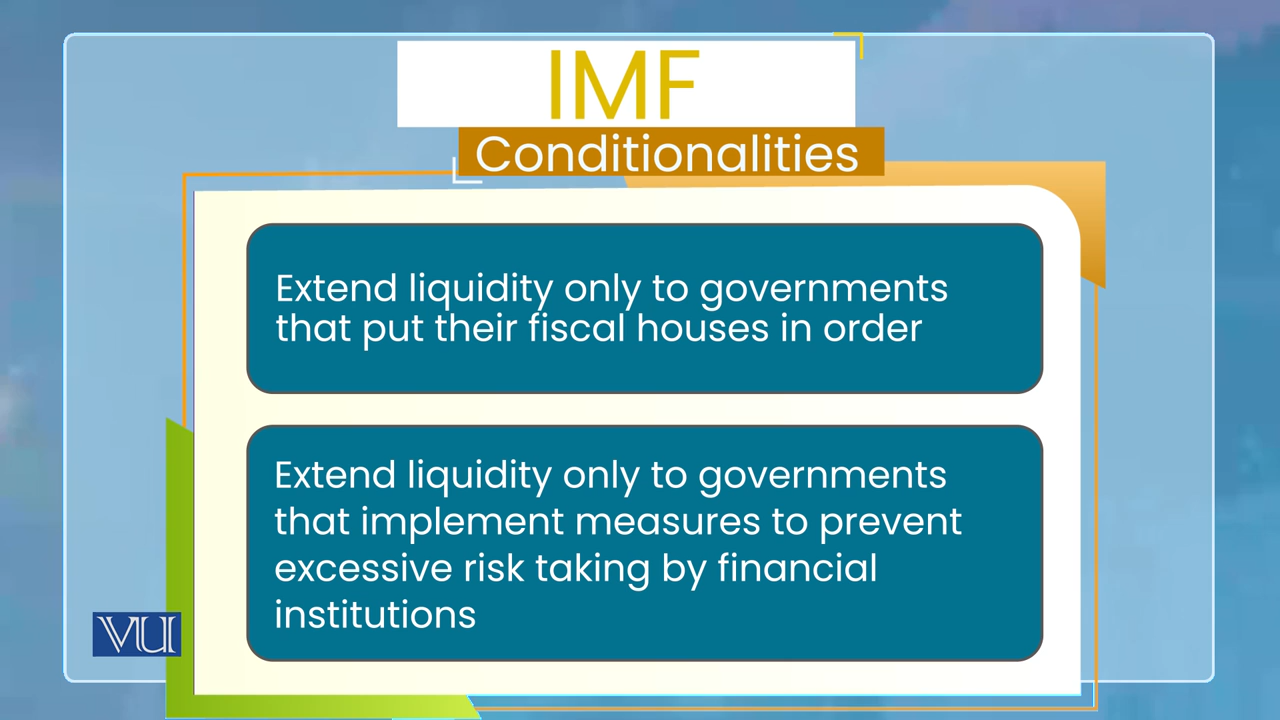 IMF
Conditionalities
Extend liquidity only to governments
that put their fiscal houses in order
Extend liquidity only to governments
that implement measures to prevent
excessive risk taking by financial
institutions
VU